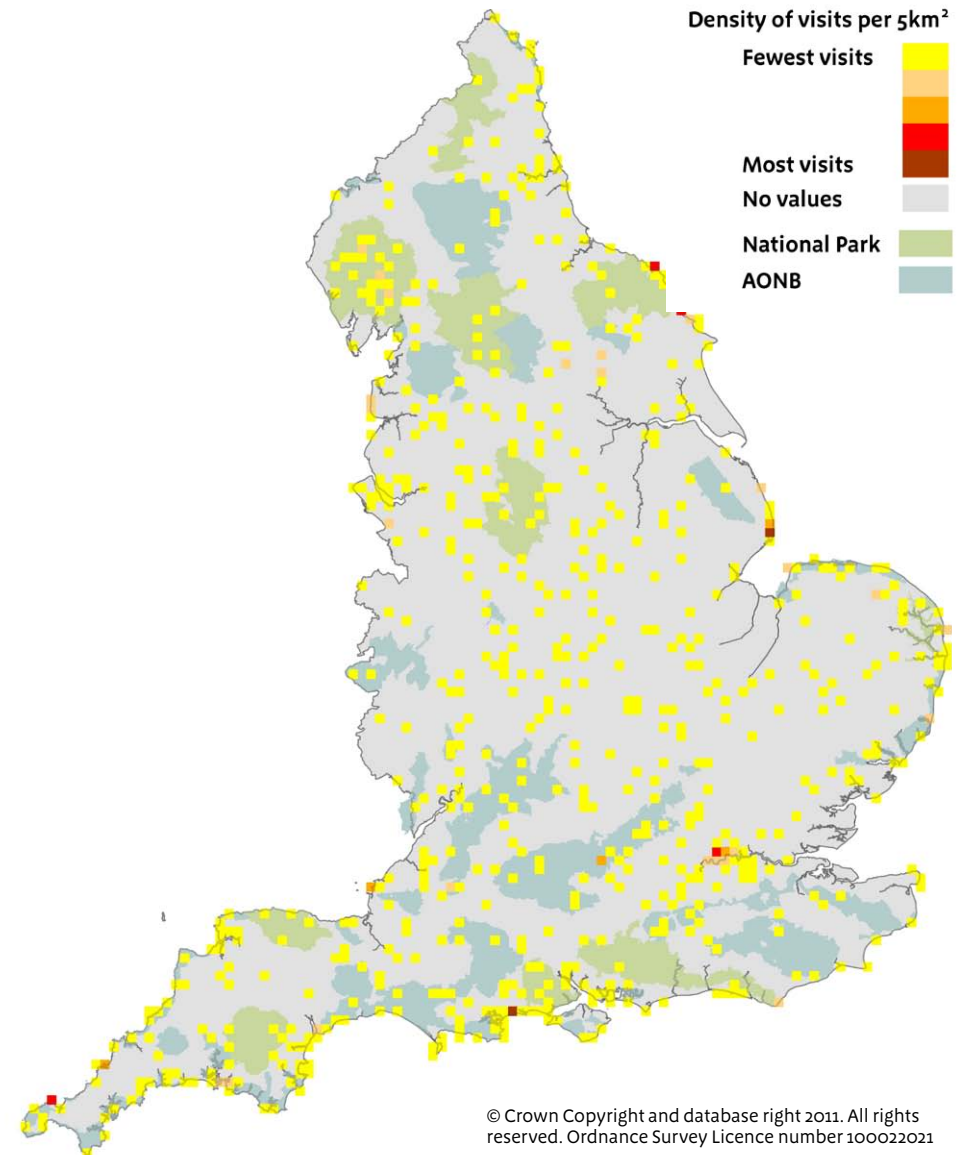 Density of visits per 5km²
Fewest visits
Most visits
No values
National Park
AONB
© Crown Copyright and database right 2011. All rights
reserved. Ordnance Survey Licence number 100022021